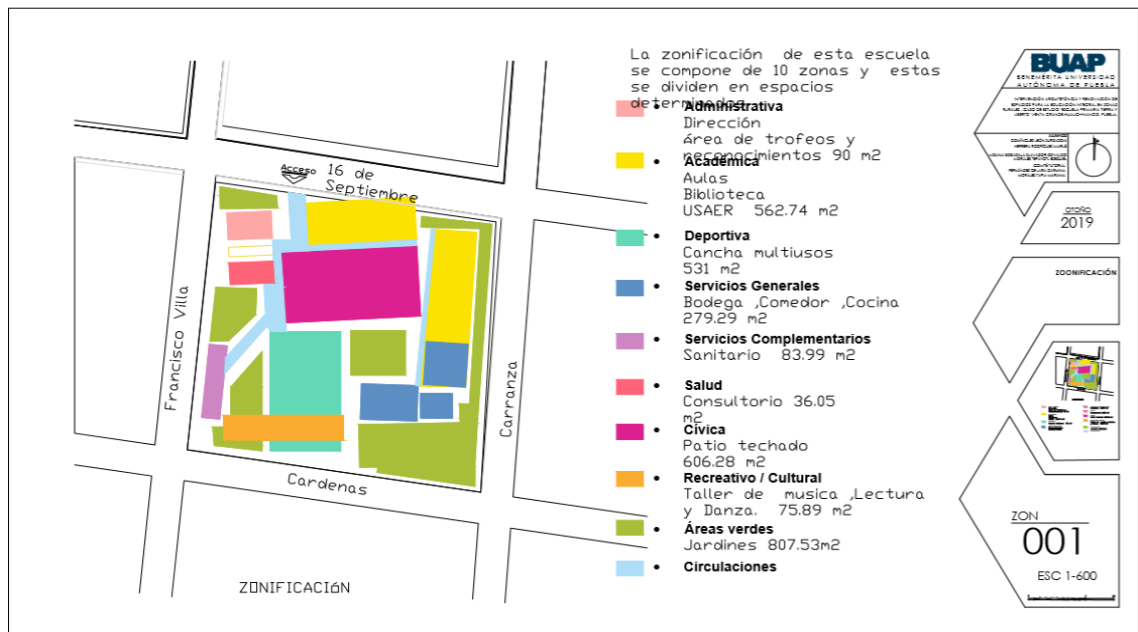 La zonificación de esta escuela
se compone de 10 zonas y estas
se dividen en espacios
determinados
Administrativa
Dirección
área de trofeos y
reconocimientos 90 m2
• Académica
Aulas
Biblioteca
USAER 562.74 m2
• Deportiva
Cancha multiusos
531 m2
• Servicios Generales
Bodega ,Comedor ,Cocina
279.29 m2
• Servicios Complementarios
Sanitario 83.99 m2
• Salud
Consultorio 36.05
m2
• Cívica
Patio techado
606.28 m2
• Recreativo / Cultural
Taller de musica ,Lectura
y Danza. 75.89 m2
• Áreas verdes
Jardines 807.53m2
• Circulaciones
Acceso
16 de
Septiembre
Francisco Villa
Carranza
Cardenas
ZONIFICACIÓN
BUAP
BENEMÉRITA UNIVERSIDAD
AUTÓNOMA DE PUEBLA
OTOÑO
2019
ZOONIFICACIÓN
ZON
001
ESC 1-600